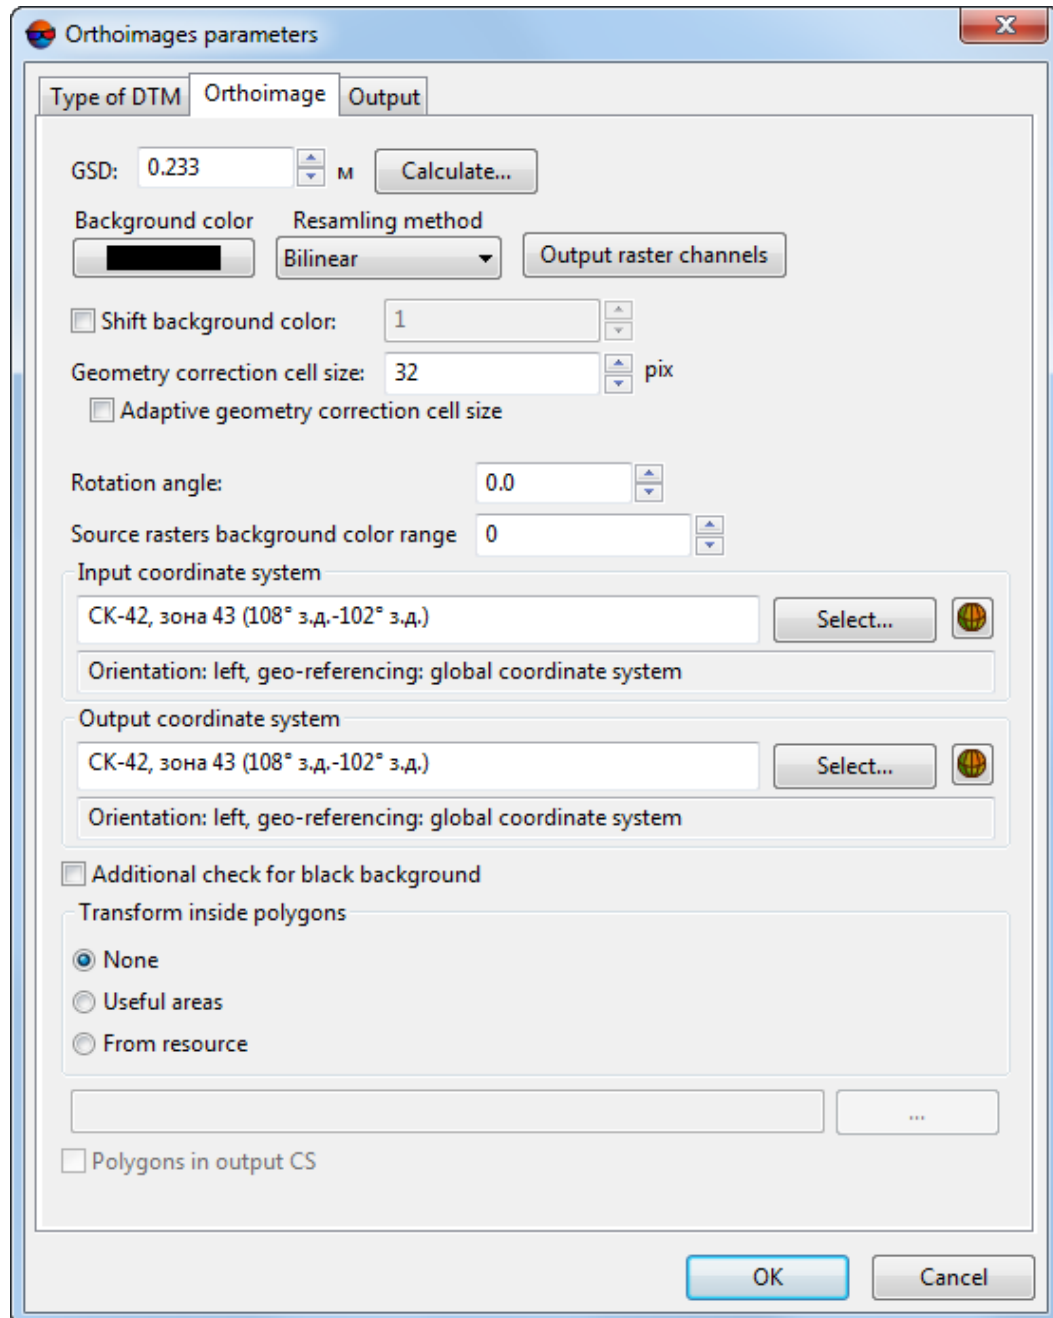 Orthoimages parameters
Type of DTM Orthoimage Output
GSD: 0.233 м Calculate...
Background color Resamling method
Bilinear Output raster channels
Shift background color: 1
Geometry correction cell size: 32 pix
Adaptive geometry correction cell size
Rotation angle: 0.0
Source rasters background color range 0
Input coordinate system
СК-42, зона 43 (108° з.д.-102° з.д.) Select...
Orientation: left, geo-referencing: global coordinate system
Output coordinate system
СК-42, зона 43 (108° з.д.-102° з.д.) Select...
Orientation: left, geo-referencing: global coordinate system
Additional check for black background
Transform inside polygons
None
Useful areas
From resource
...
Polygons in output CS
OK Cancel